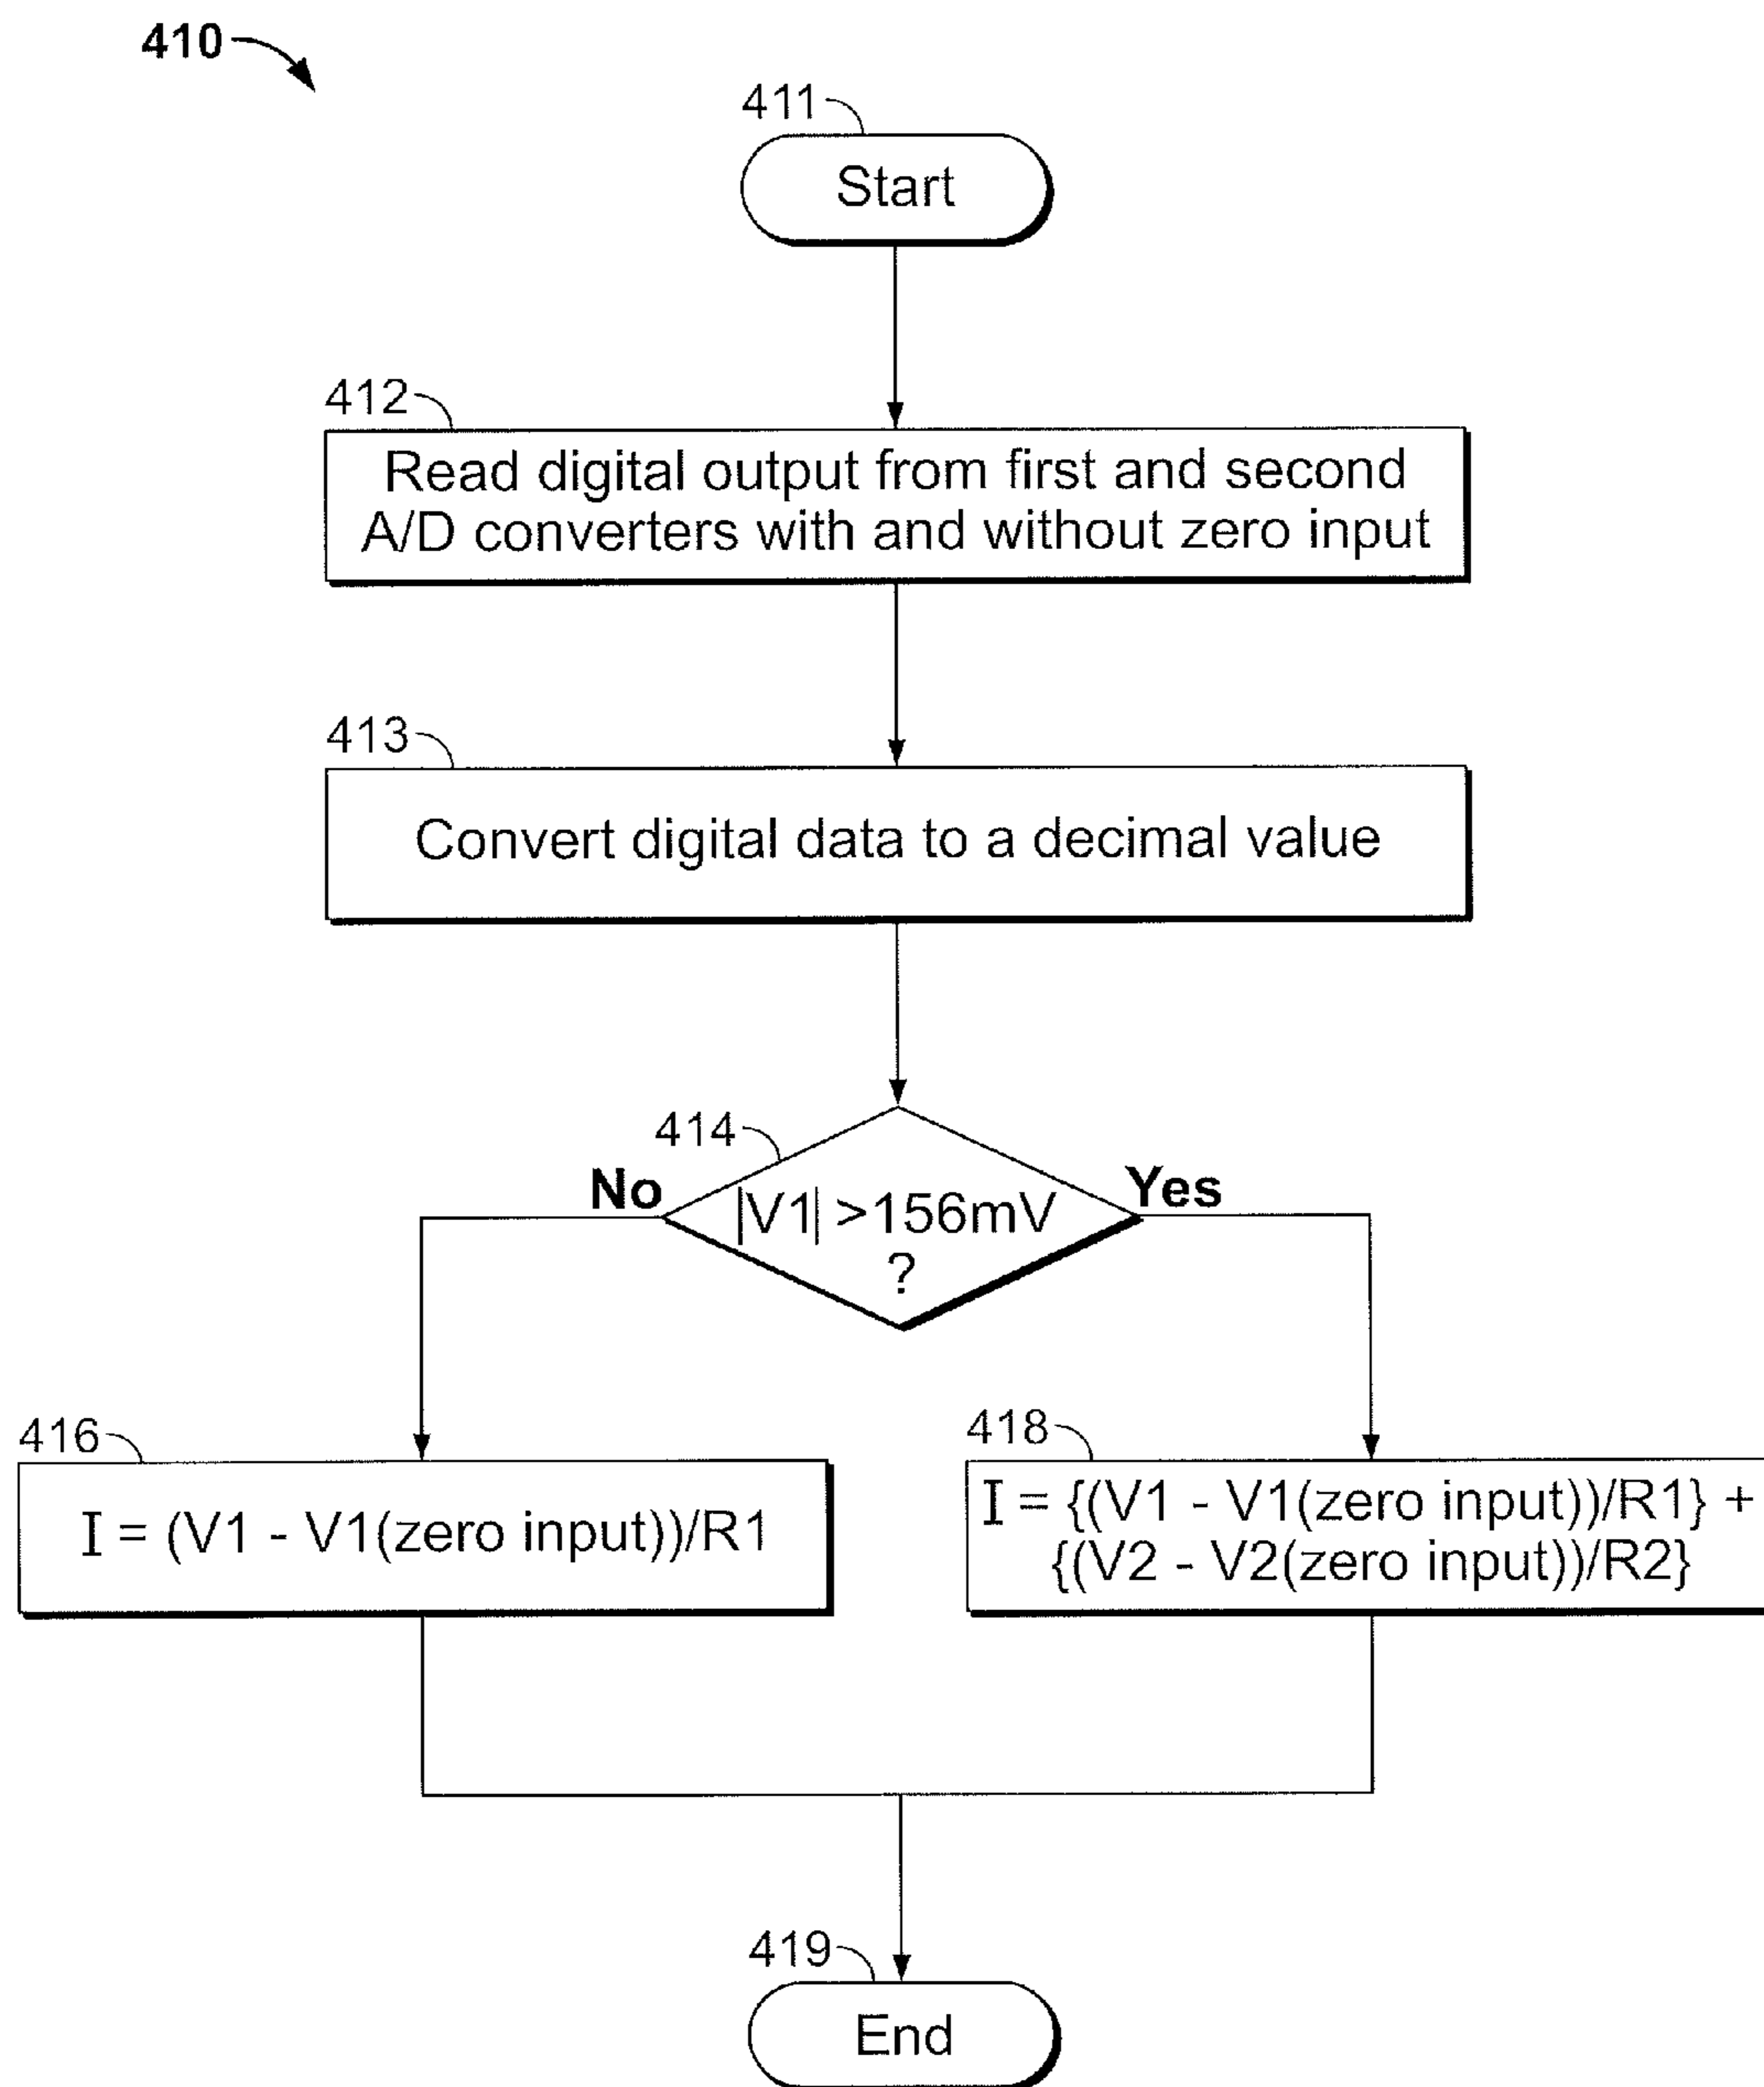 410
411
Start
412
Read digital output from first and second
A/D converters with and without zero input
413
Convert digital data to a decimal value
414
No
|V1| >156mV
?
Yes
416
I = (V1 - V1(zero input))/R1
418
I = {(V1 - V1(zero input))/R1} +
{(V2 - V2(zero input))/R2}
419
End